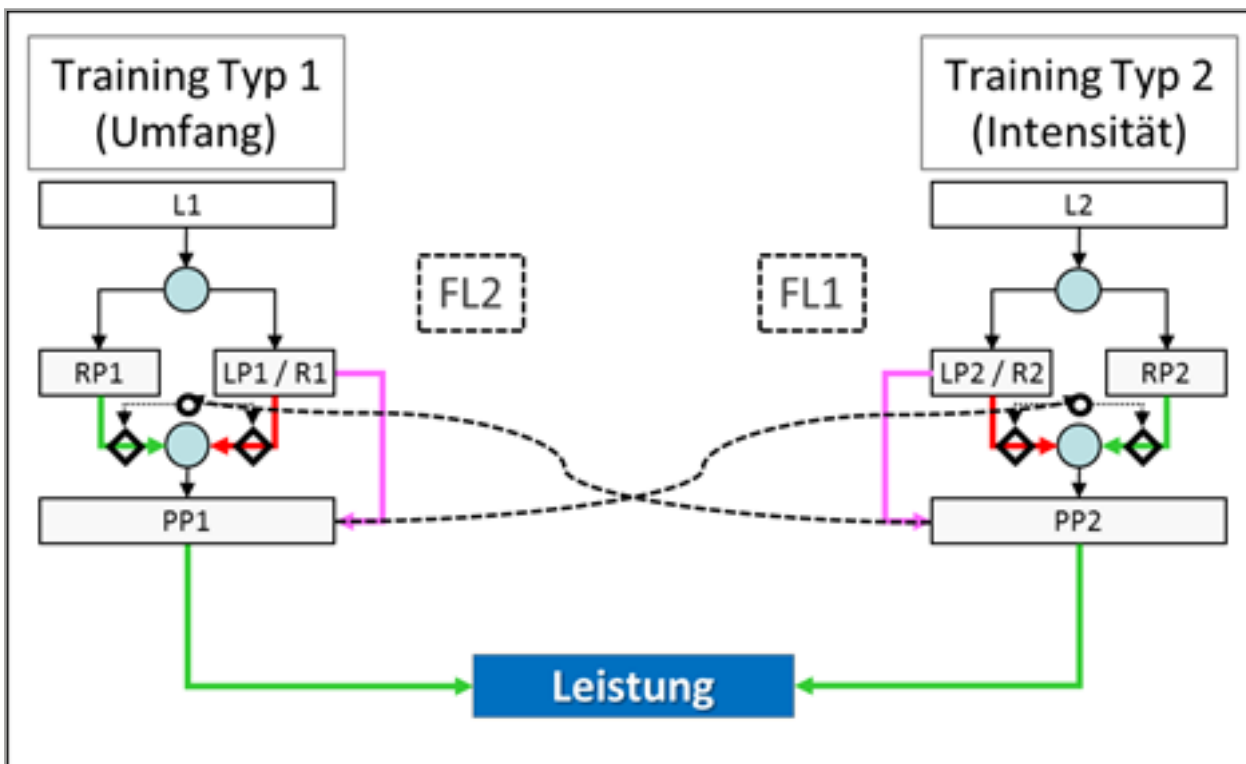 Training Typ 1
(Umfang)
Training Typ 2
(Intensität)
L1
L2
FL2
FL1
RP1
LP1 / R1
LP2 / R2
RP2
PP1
PP2
Leistung